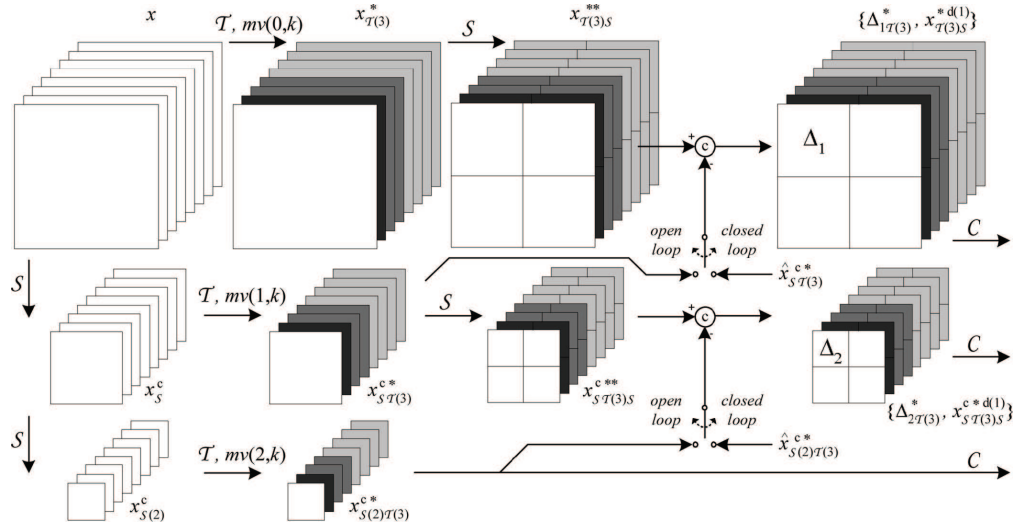 x
𝒯, mv(0,k)
x*𝒯(3)
S
x**𝒯(3)S
{Δ*1𝒯(3), x*d(1)𝒯(3)S}
+
c
-
Δ1
open loop
closed loop
C
x̂c*S𝒯(3)
S
𝒯, mv(1,k)
S
+
c
-
Δ2
C
xcS
xc*S𝒯(3)
xc**S𝒯(3)S
{Δ*2𝒯(3), xc*d(1)S𝒯(3)S}
open loop
closed loop
S
𝒯, mv(2,k)
x̂c*S(2)𝒯(3)
C
xcS(2)
xc*S(2)𝒯(3)